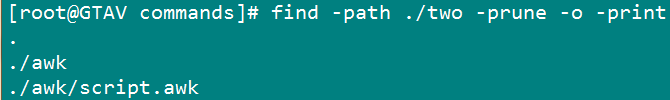 [root@GTAV commands]# find -path ./two -prune -o -print
.
./awk
./awk/script.awk